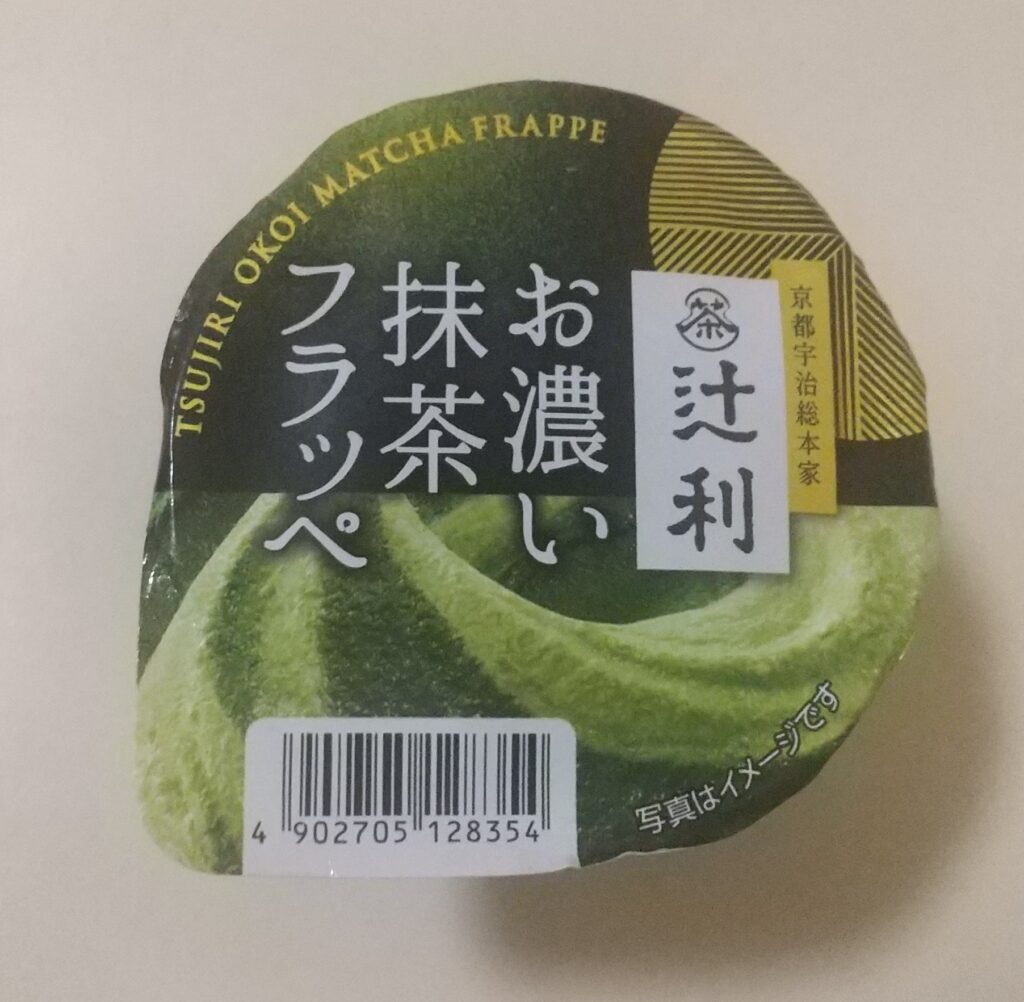 TSUJIRI OKOI MATCHA FRAPPE
京都宇治総本家
茶
辻利
お濃い
抹茶
フラッペ
写真はイメージです
4 902705 128354